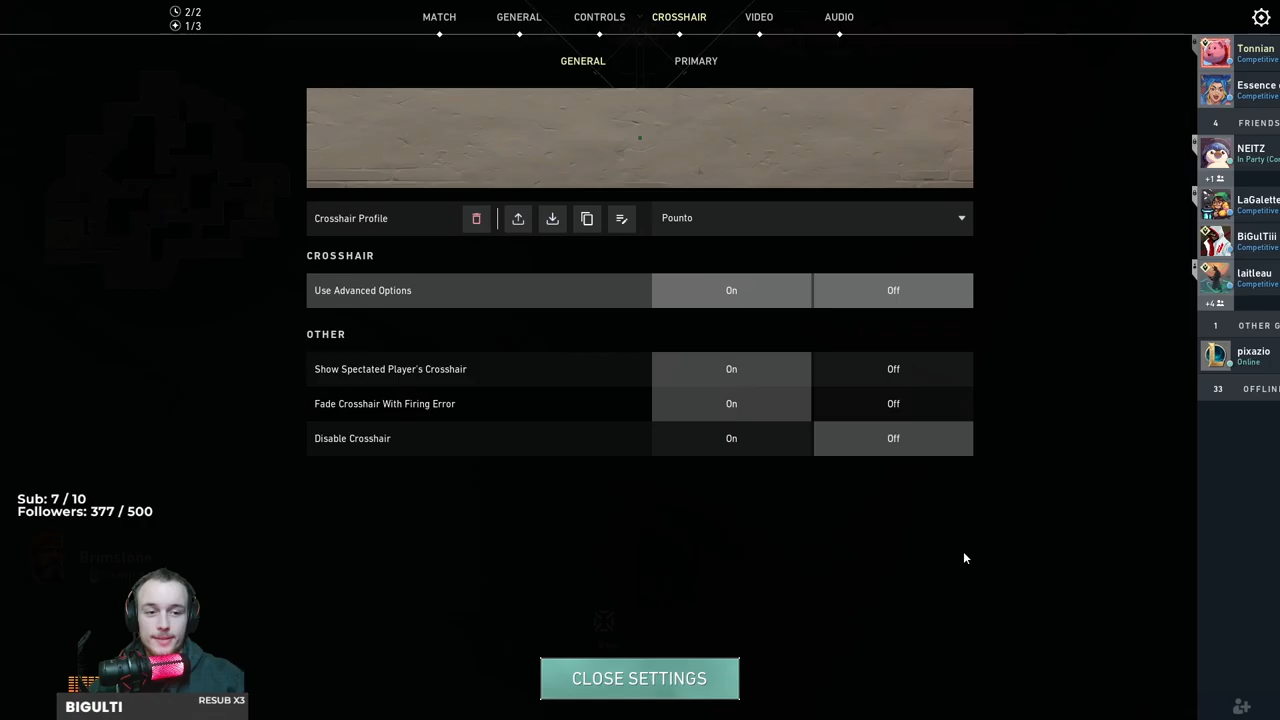 2/2
1/3
MATCH GENERAL CONTROLS CROSSHAIR VIDEO AUDIO
GENERAL PRIMARY
Crosshair Profile Pounto
CROSSHAIR
Use Advanced Options On Off
OTHER
Show Spectated Player's Crosshair On Off
Fade Crosshair With Firing Error On Off
Disable Crosshair On Off
CLOSE SETTINGS
Tonnian
Competitive
Essence
Competitive
4 FRIENDS
NEITZ
In Party (Co
+1
LaGalette
Competitive
BiGulTiii
Competitive
laitleau
Competitive
+4
1 OTHER G
pixazio
Online
33 OFFLIN
Sub: 7 / 10
Followers: 377 / 500
Brimstone
BIGULTI
RESUB X3